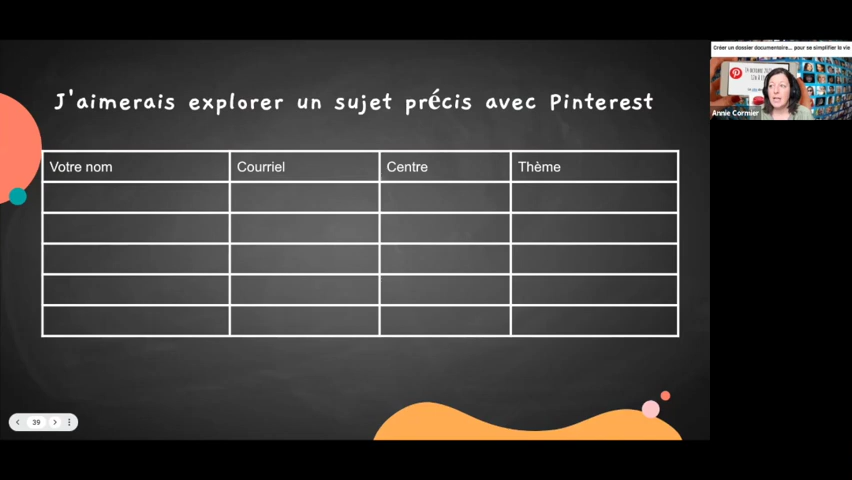 Créer un dossier documentaire... pour se simplifier la vie
J'aimerais explorer un sujet précis avec Pinterest
Annie Cormier
Votre nom
Courriel
Centre
Thème
39